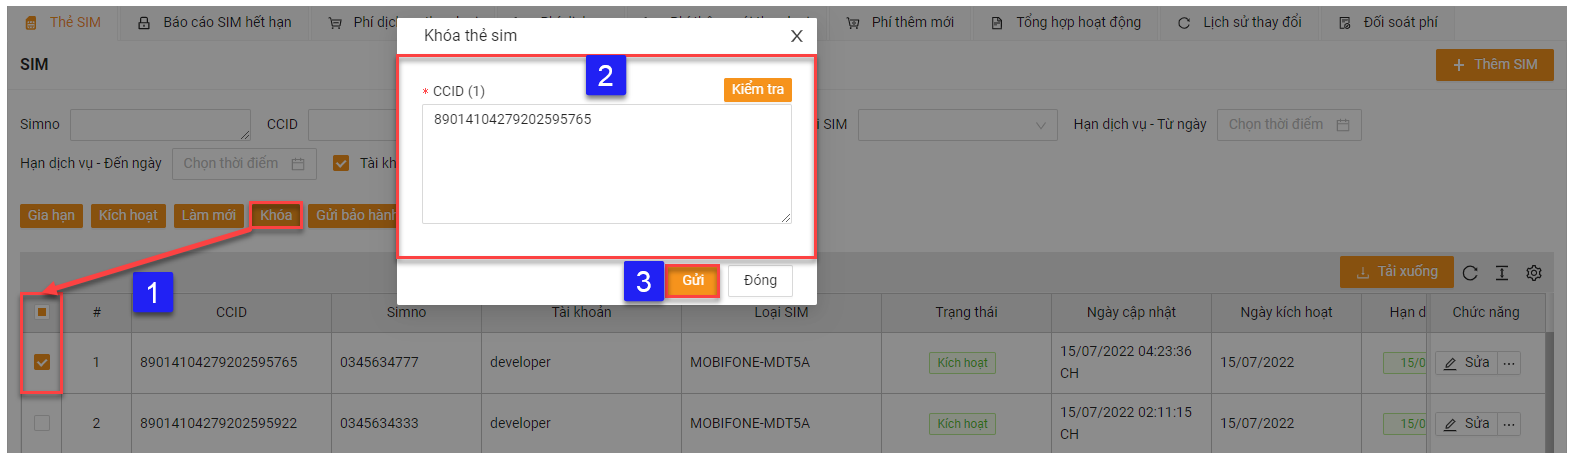 Thẻ SIM
Báo cáo SIM hết hạn
Phí dịc
Phí thêm mới
Tổng hợp hoạt động
Lịch sử thay đổi
Đối soát phí
Khóa thẻ sim
X
SIM
+ Thêm SIM
2
* CCID (1)
Kiểm tra
89014104279202595765
Simno
CCID
i SIM
Hạn dịch vụ - Từ ngày
Chọn thời điểm
Hạn dịch vụ - Đến ngày
Chọn thời điểm
Tài kh
Gia hạn
Kích hoạt
Làm mới
Khóa
Gửi bảo hành
1
3
Gửi
Đóng
Tải xuống
# CCID Simno Tài khoản Loại SIM Trạng thái Ngày cập nhật Ngày kích hoạt Hạn d Chức năng
1 89014104279202595765 0345634777 developer MOBIFONE-MDT5A Kích hoạt 15/07/2022 04:23:36 CH 15/07/2022 15/0 Sửa ...
2 89014104279202595922 0345634333 developer MOBIFONE-MDT5A Kích hoạt 15/07/2022 02:11:15 CH 15/07/2022 15/0 Sửa ...